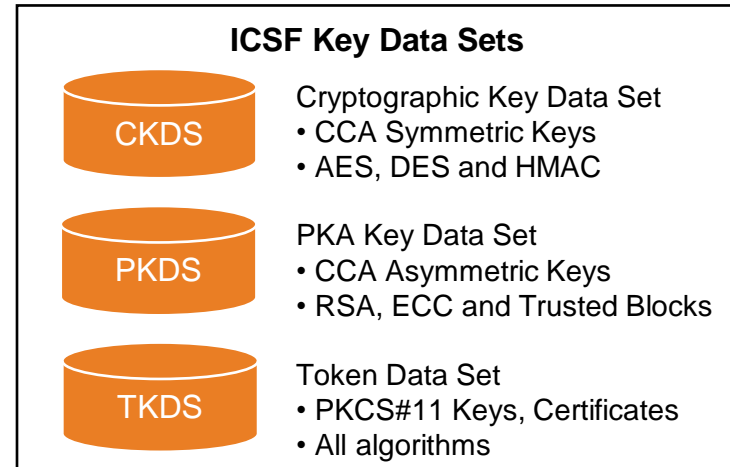 ICSF Key Data Sets
CKDS
Cryptographic Key Data Set
• CCA Symmetric Keys
• AES, DES and HMAC
PKDS
PKA Key Data Set
• CCA Asymmetric Keys
• RSA, ECC and Trusted Blocks
TKDS
Token Data Set
• PKCS#11 Keys, Certificates
• All algorithms